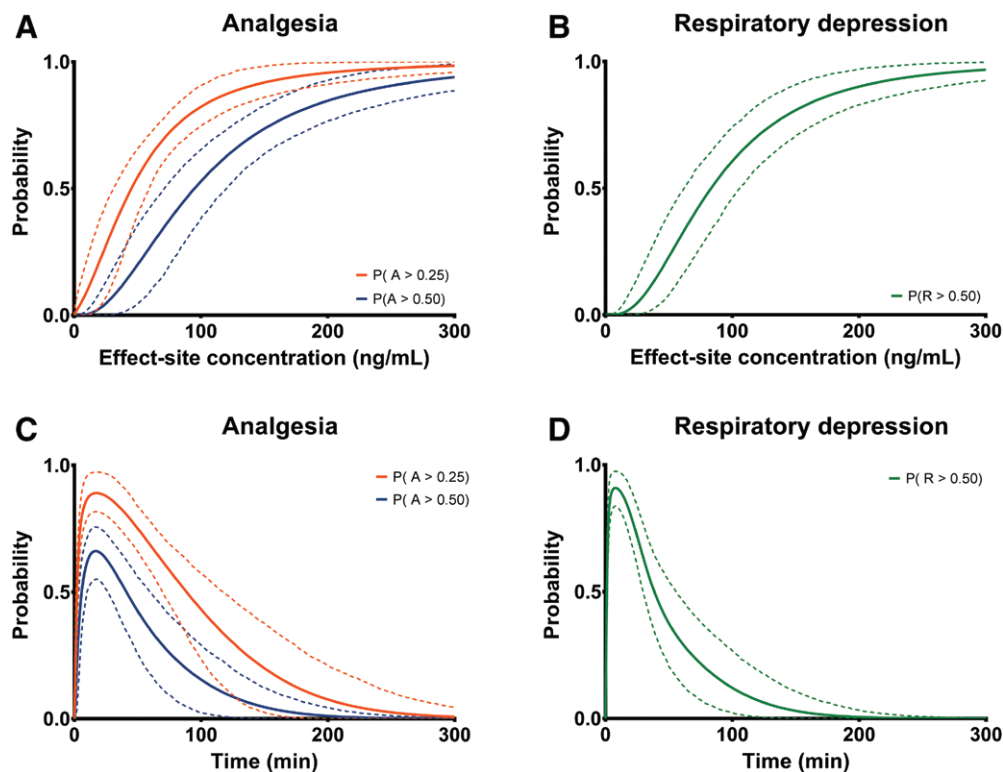 A
Analgesia
Probability
1.0
0.5
0.0
0
100
200
300
P( A > 0.25)
P(A > 0.50)
Effect-site concentration (ng/mL)
B
Respiratory depression
Probability
1.0
0.5
0.0
0
100
200
300
P(R > 0.50)
Effect-site concentration (ng/mL)
C
Analgesia
Probability
1.0
0.5
0.0
0
100
200
300
P( A > 0.25)
P( A > 0.50)
Time (min)
D
Respiratory depression
Probability
1.0
0.5
0.0
0
100
200
300
P( R > 0.50)
Time (min)